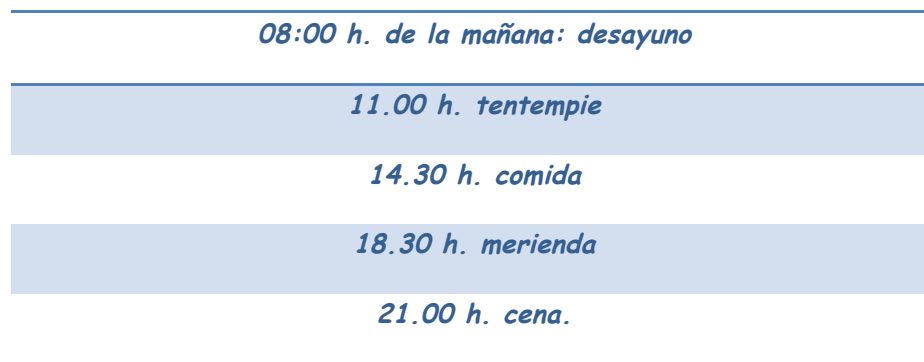 08:00 h. de la mañana: desayuno
11.00 h. tentempie
14.30 h. comida
18.30 h. merienda
21.00 h. cena.